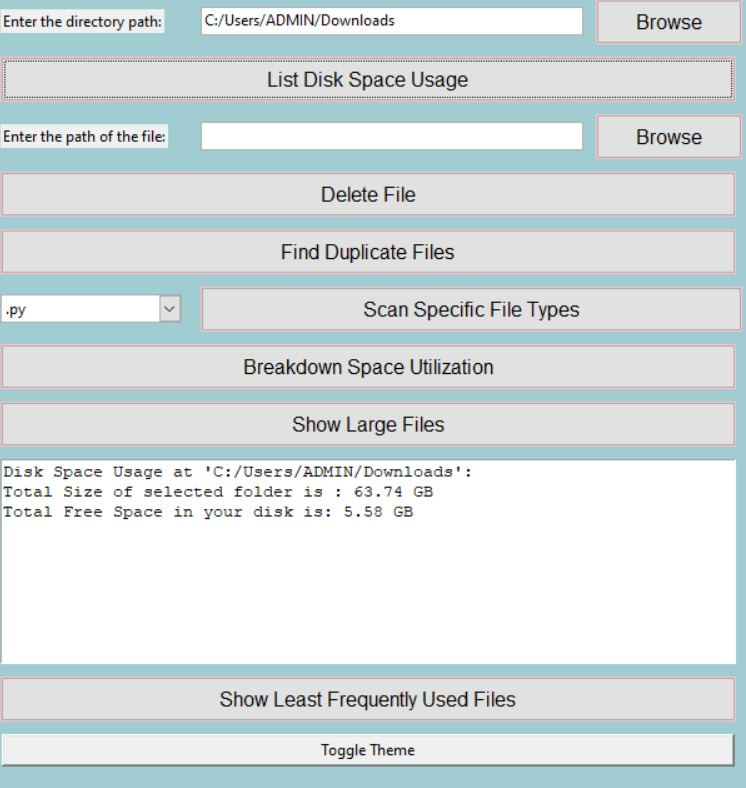 Enter the directory path: C:/Users/ADMIN/Downloads Browse
List Disk Space Usage
Enter the path of the file: Browse
Delete File
Find Duplicate Files
.py Scan Specific File Types
Breakdown Space Utilization
Show Large Files
Disk Space Usage at 'C:/Users/ADMIN/Downloads':
Total Size of selected folder is : 63.74 GB
Total Free Space in your disk is: 5.58 GB
Show Least Frequently Used Files
Toggle Theme